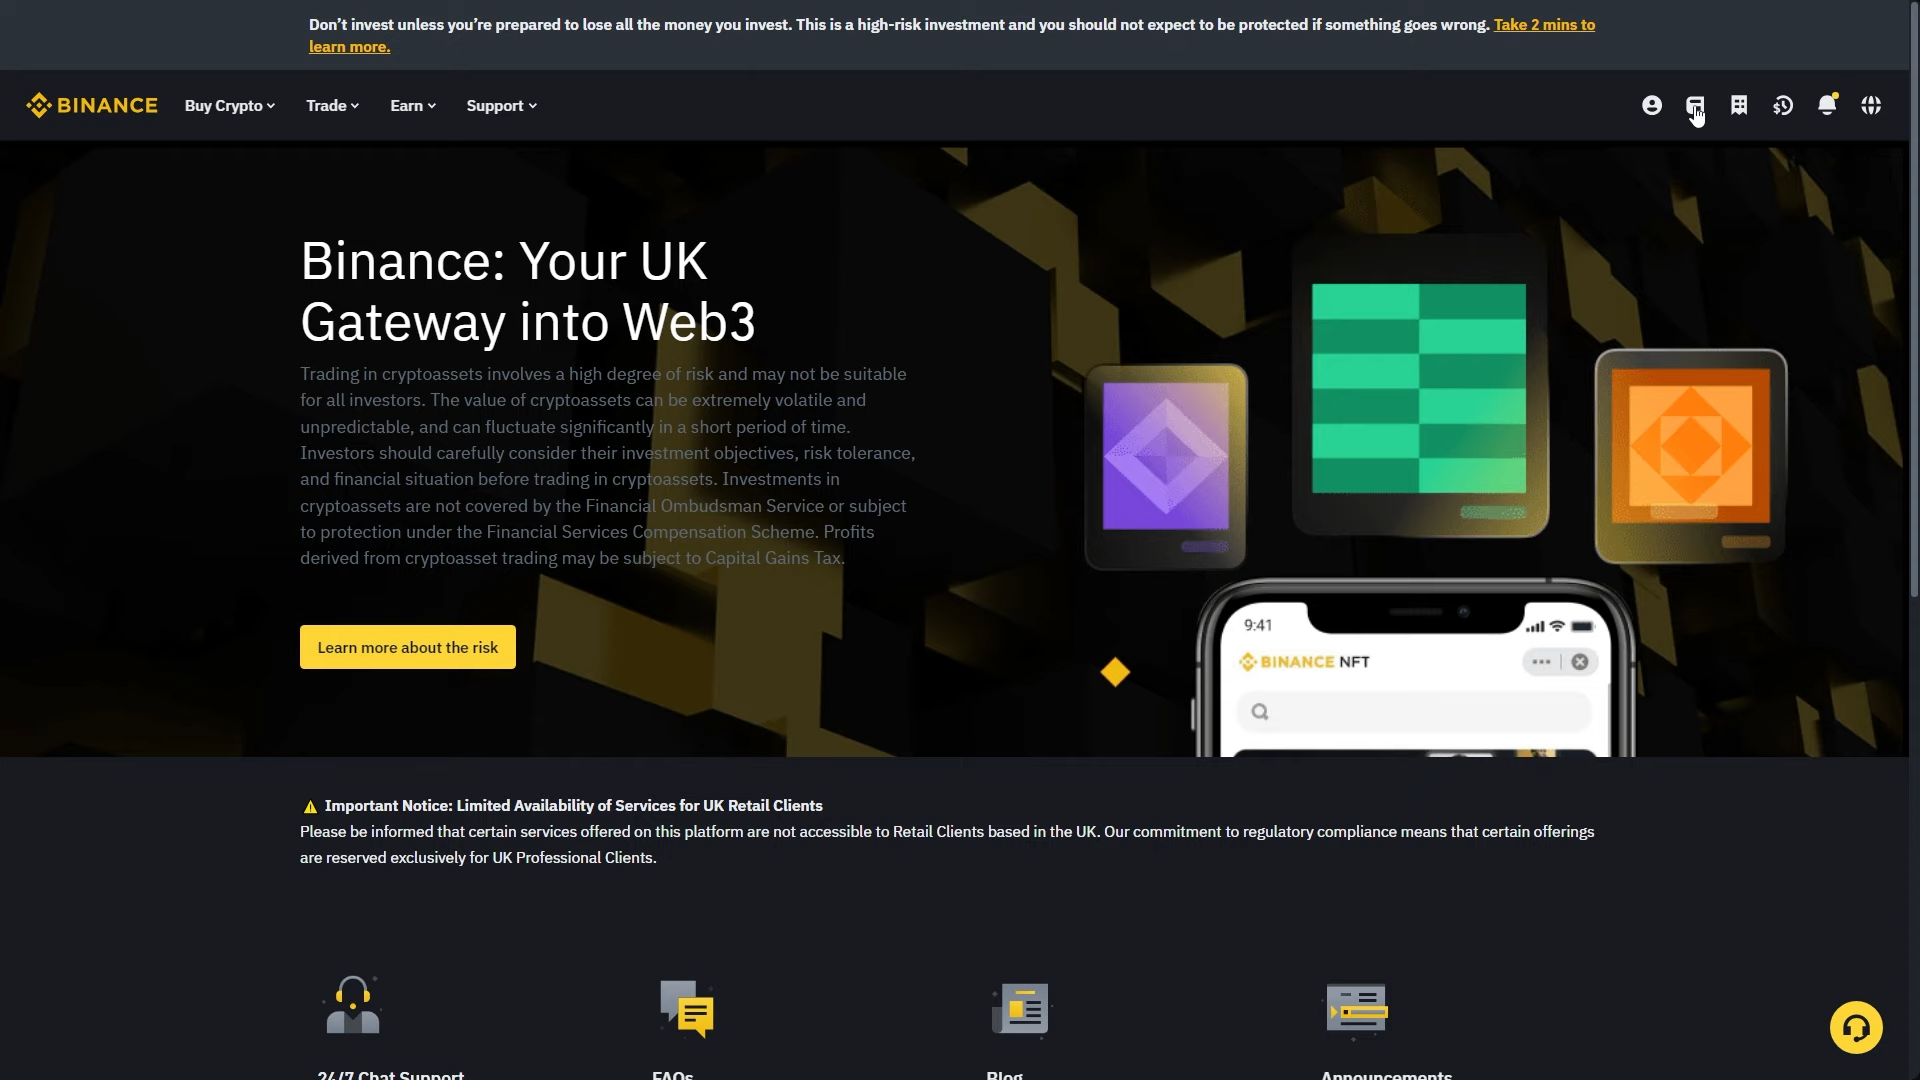 Don’t invest unless you’re prepared to lose all the money you invest. This is a high-risk investment and you should not expect to be protected if something goes wrong. Take 2 mins to
learn more.
BINANCE
Buy Crypto
Trade
Earn
Support
Binance: Your UK
Gateway into Web3
Trading in cryptoassets involves a high degree of risk and may not be suitable
for all investors. The value of cryptoassets can be extremely volatile and
unpredictable, and can fluctuate significantly in a short period of time.
Investors should carefully consider their investment objectives, risk tolerance,
and financial situation before trading in cryptoassets. Investments in
cryptoassets are not covered by the Financial Ombudsman Service or subject
to protection under the Financial Services Compensation Scheme. Profits
derived from cryptoasset trading may be subject to Capital Gains Tax.
Learn more about the risk
9:41
BINANCE NFT
Important Notice: Limited Availability of Services for UK Retail Clients
Please be informed that certain services offered on this platform are not accessible to Retail Clients based in the UK. Our commitment to regulatory compliance means that certain offerings
are reserved exclusively for UK Professional Clients.
24/7 Chat Support
FAQs
Blog
Announcements